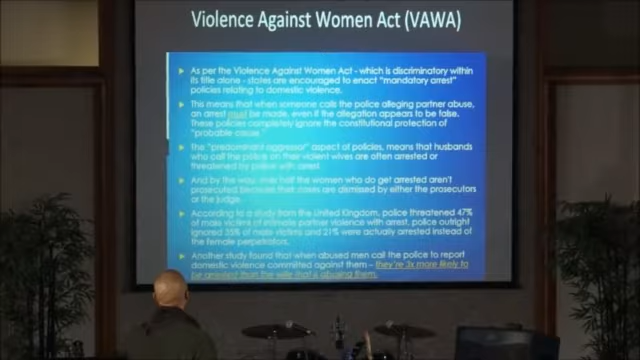 Violence Against Women Act (VAWA)
As per the Violence Against Women Act - which is discriminatory within
its title alone - states are encouraged to enact "mandatory arrest"
policies relating to domestic violence.
This means that when someone calls the police alleging partner abuse,
an arrest must be made, even if the allegation appears to be false.
These policies completely ignore the constitutional protection of
"probable cause."
The "predominant aggressor" aspect of policies, means that husbands
who call the police on their violent wives are often arrested or
threatened by police with arrest.
And by the way, over half the women who do get arrested aren't
prosecuted because their cases are dismissed by either the prosecutors
or the judge.
According to a study from the United Kingdom, police threatened 47%
of male victims of intimate partner violence with arrest, police outright
ignored 35% of male victims and 21% were actually arrested instead of
the female perpetrators.
Another study found that when abused men call the police to report
domestic violence committed against them - they're 3x more likely to
be arrested than the wife that is abusing them.